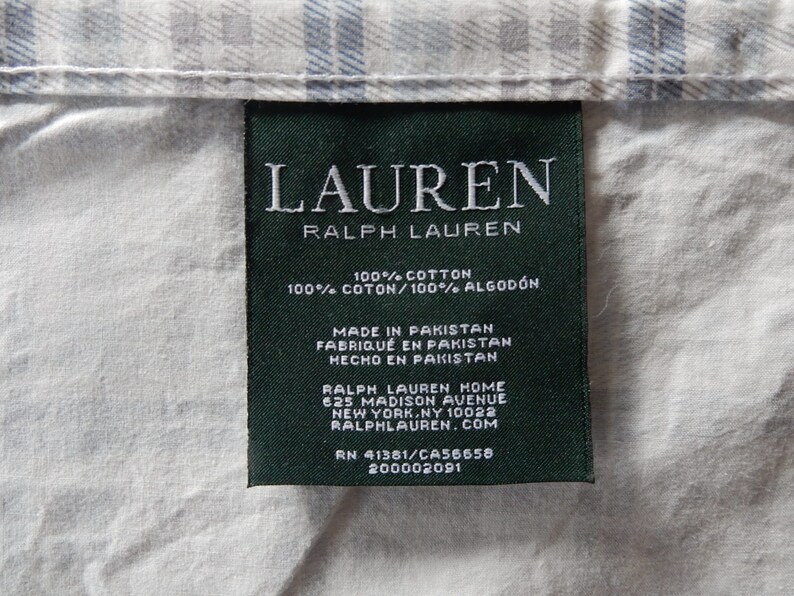 LAUREN
RALPH LAUREN
100% COTTON
100% COTON/100% ALGODÓN
MADE IN PAKISTAN
FABRIQUÉ EN PAKISTAN
HECHO EN PAKISTAN
RALPH LAUREN HOME
625 MADISON AVENUE
NEW YORK,NY 10022
RALPHLAUREN.COM
RN 41381/CA56658
200002091